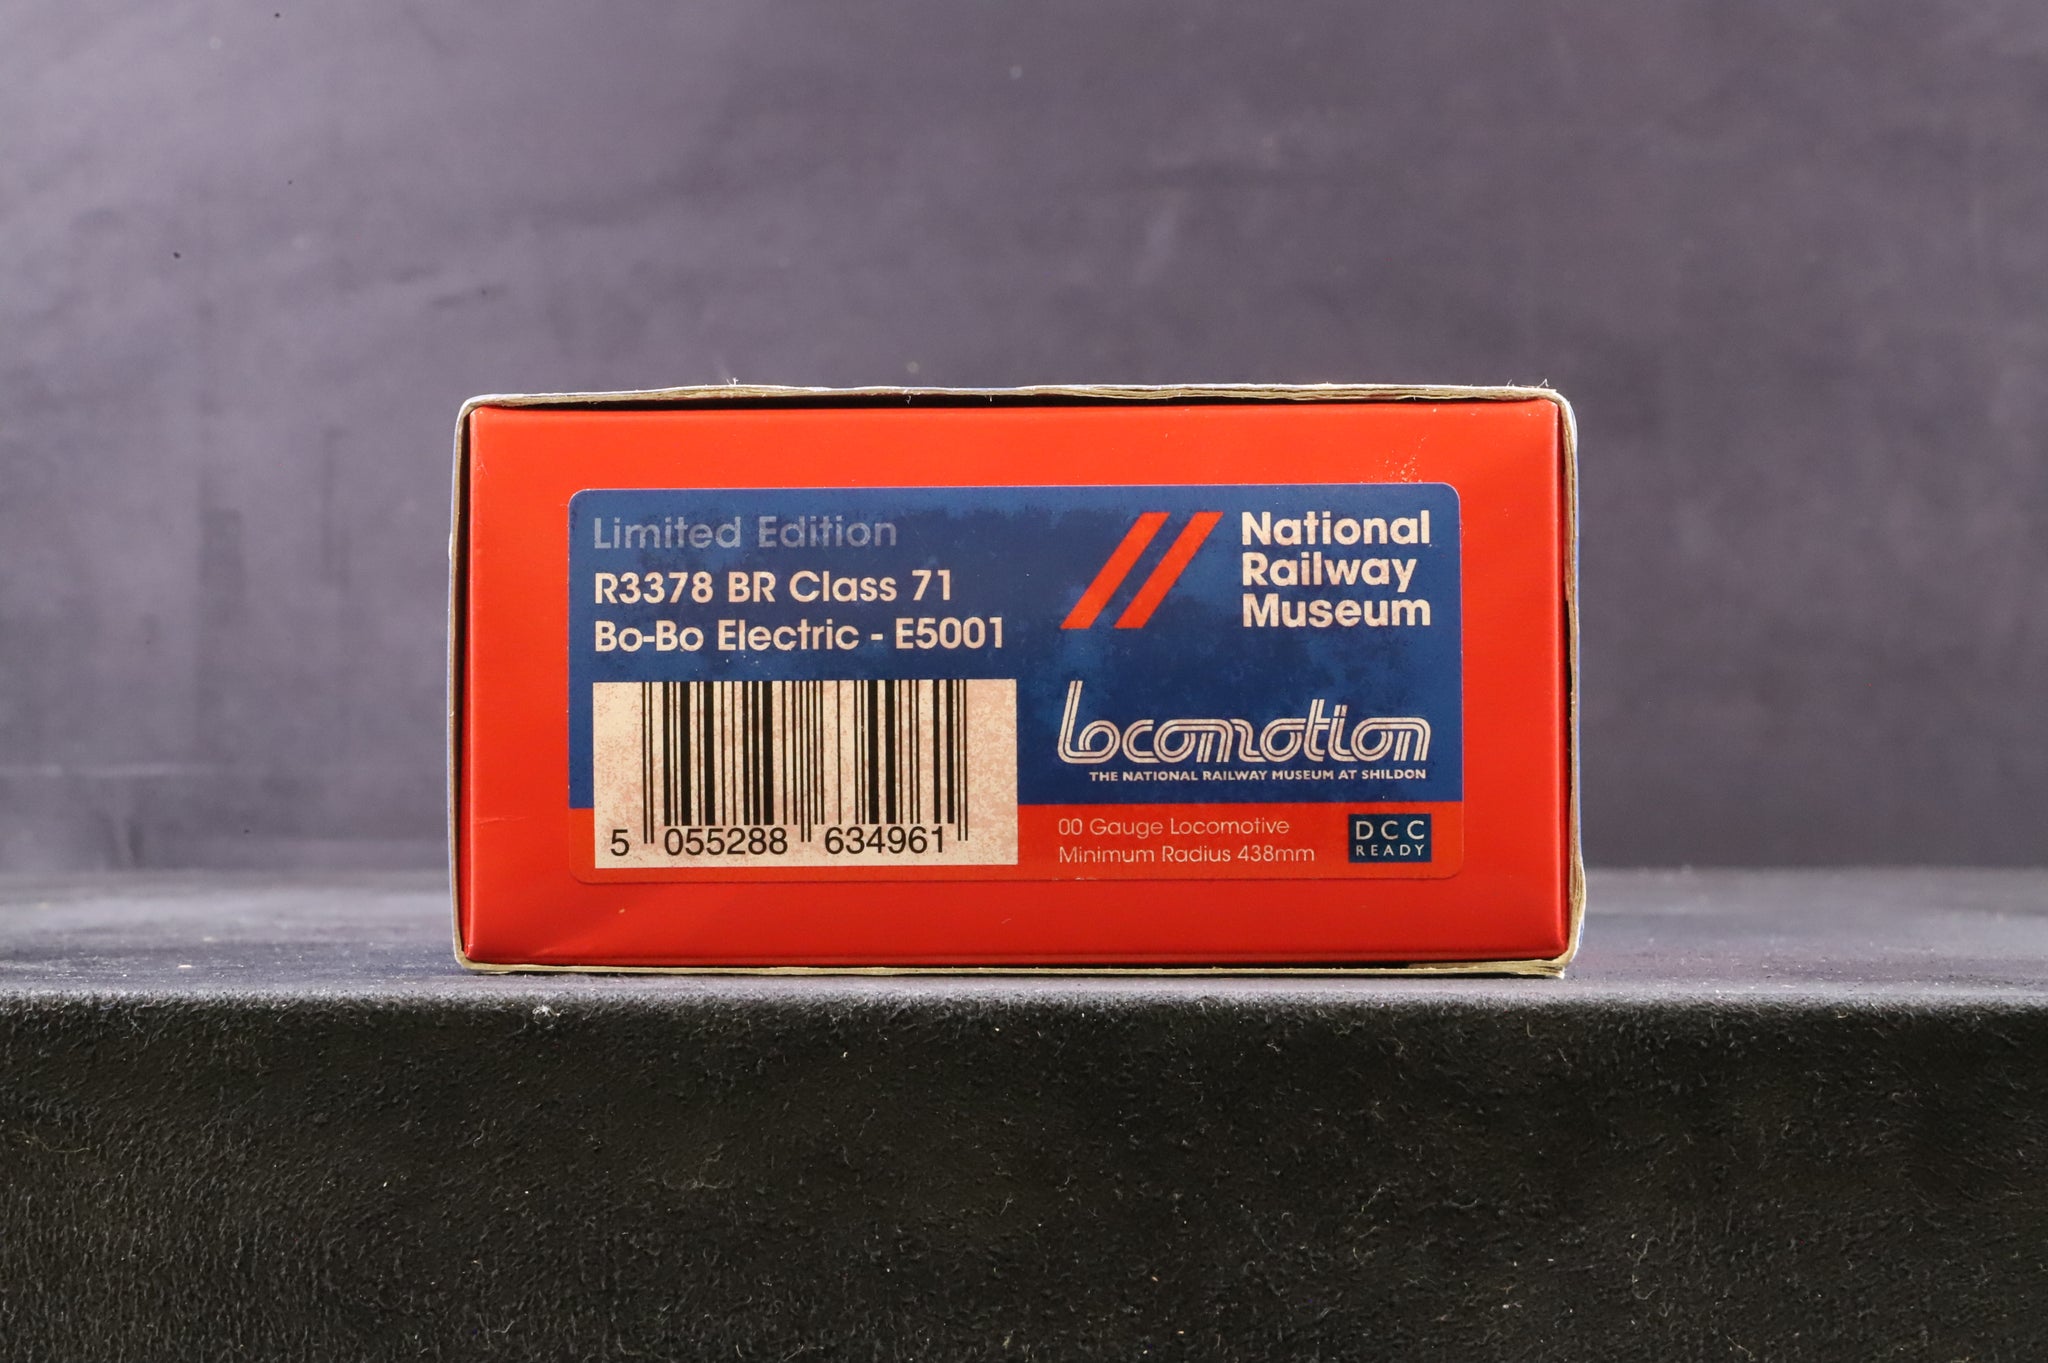 Limited Edition
R3378 BR Class 71
Bo-Bo Electric - E5001
5 055288 634961
National
Railway
Museum
Locomotion
THE NATIONAL RAILWAY MUSEUM AT SHILDON
00 Gauge Locomotive
Minimum Radius 438mm
DCC
READY